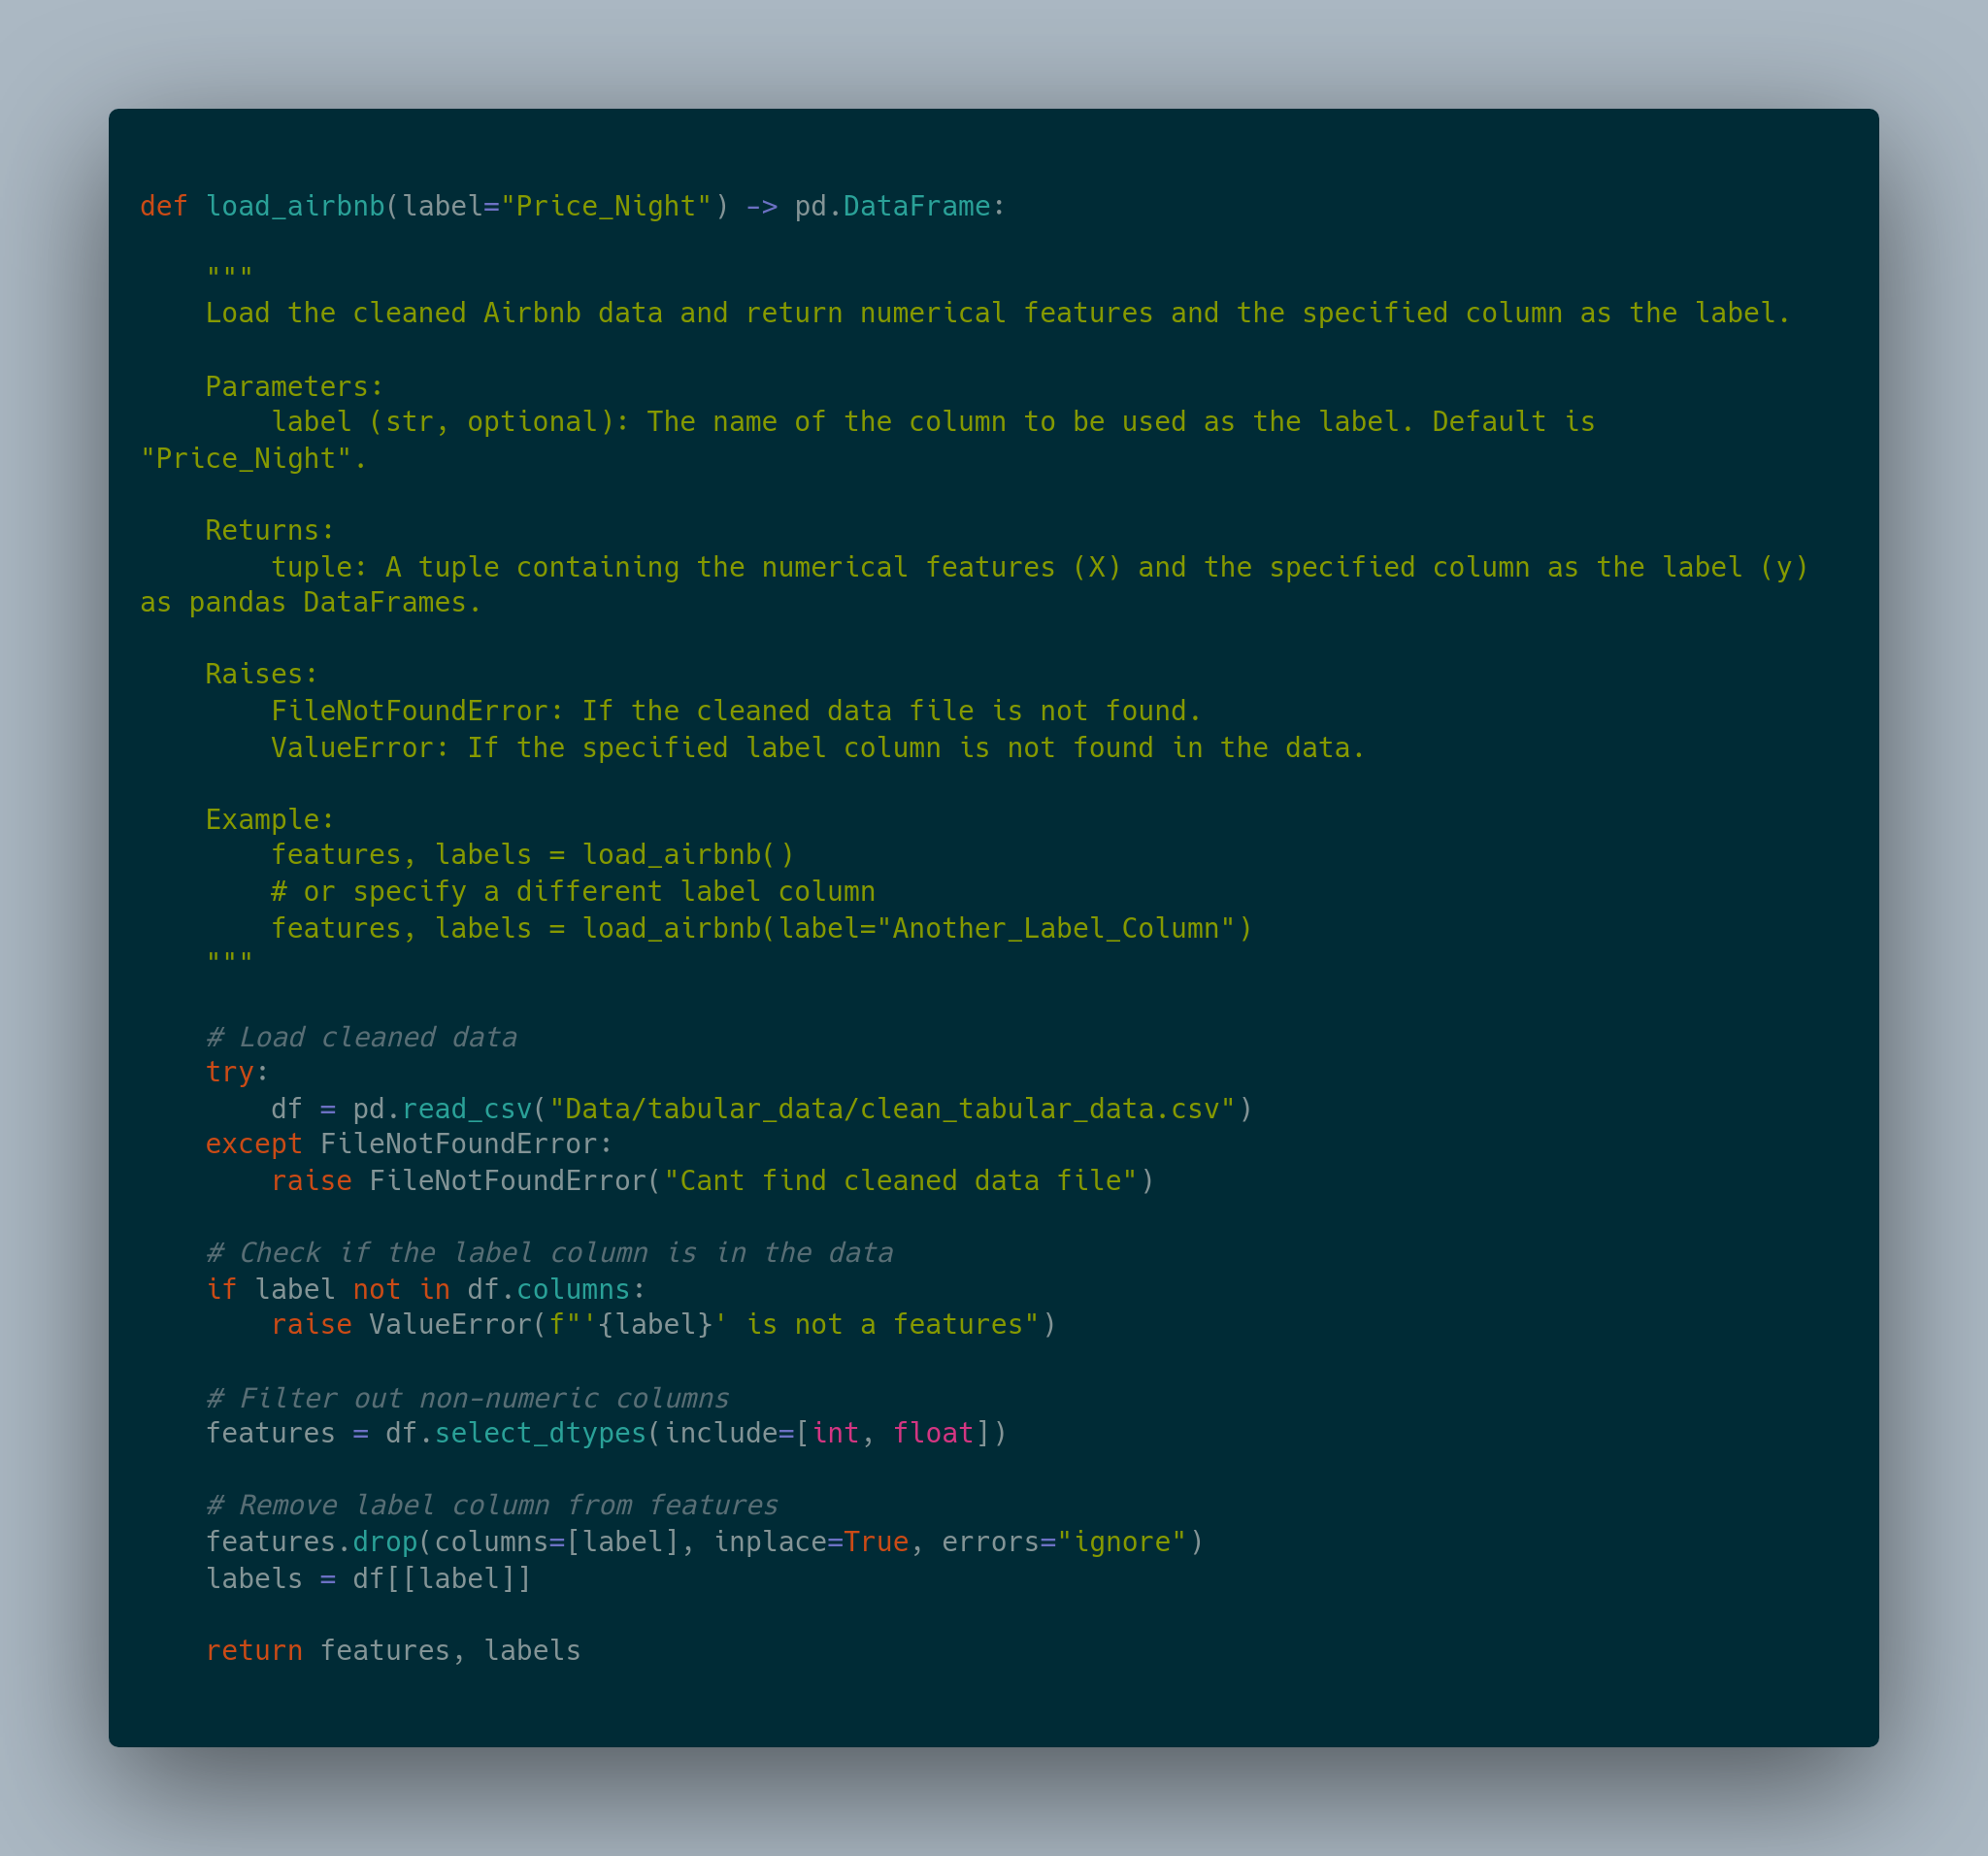 def load_airbnb(label="Price_Night") -> pd.DataFrame:
"""
Load the cleaned Airbnb data and return numerical features and the specified column as the label.
Parameters:
label (str, optional): The name of the column to be used as the label. Default is
"Price_Night".
Returns:
tuple: A tuple containing the numerical features (X) and the specified column as the label (y)
as pandas DataFrames.
Raises:
FileNotFoundError: If the cleaned data file is not found.
ValueError: If the specified label column is not found in the data.
Example:
features, labels = load_airbnb()
# or specify a different label column
features, labels = load_airbnb(label="Another_Label_Column")
"""
# Load cleaned data
try:
df = pd.read_csv("Data/tabular_data/clean_tabular_data.csv")
except FileNotFoundError:
raise FileNotFoundError("Cant find cleaned data file")
# Check if the label column is in the data
if label not in df.columns:
raise ValueError(f"'{label}' is not a features")
# Filter out non-numeric columns
features = df.select_dtypes(include=[int, float])
# Remove label column from features
features.drop(columns=[label], inplace=True, errors="ignore")
labels = df[[label]]
return features, labels